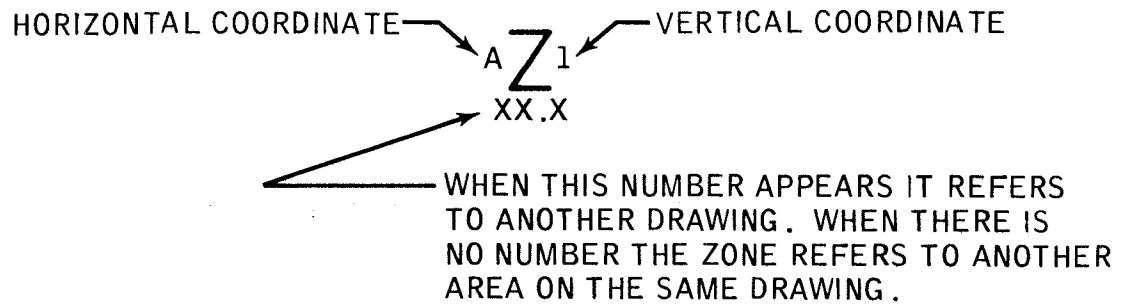 HORIZONTAL COORDINATE
VERTICAL COORDINATE
A Z 1
XX.X
WHEN THIS NUMBER APPEARS IT REFERS
TO ANOTHER DRAWING. WHEN THERE IS
NO NUMBER THE ZONE REFERS TO ANOTHER
AREA ON THE SAME DRAWING.